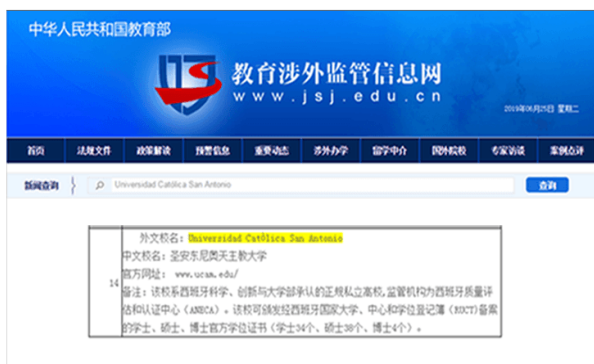 中华人民共和国教育部
教育涉外监管信息网
www.jsj.edu.cn
2019年06月25日 星期二
首页 法规文件 政策解读 预警信息 重要动态 涉外办学 留学中介 国外院校 专家访谈 案例点评
新闻查询 Universidad Católica San Antonio 查询
外文校名：Universidad Católica San Antonio
中文校名：圣安东尼奥天主教大学
官方网址： www.ucam.edu/
14
备注：该校系西班牙科学、创新与大学部承认的正规私立高校,监管机构为西班牙质量评
估和认证中心（ANECA）。该校可颁发经西班牙国家大学、中心和学位登记簿（RUCT)备案
的学士、硕士、博士官方学位证书（学士34个、硕士38个、博士4个）。